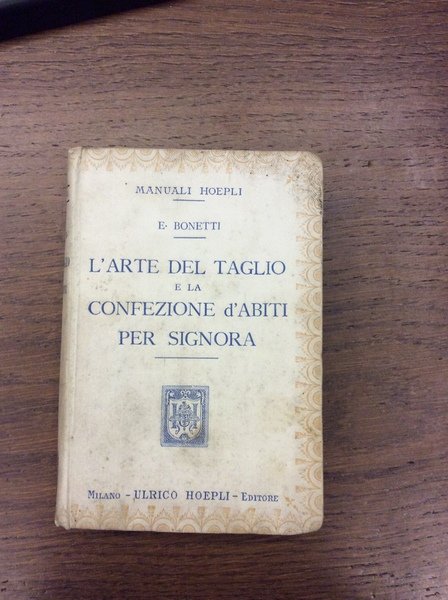 MANUALI HOEPLI
E. BONETTI
L'ARTE DEL TAGLIO
E LA
CONFEZIONE d'ABITI
PER SIGNORA
MILANO - ULRICO HOEPLI - EDITORE